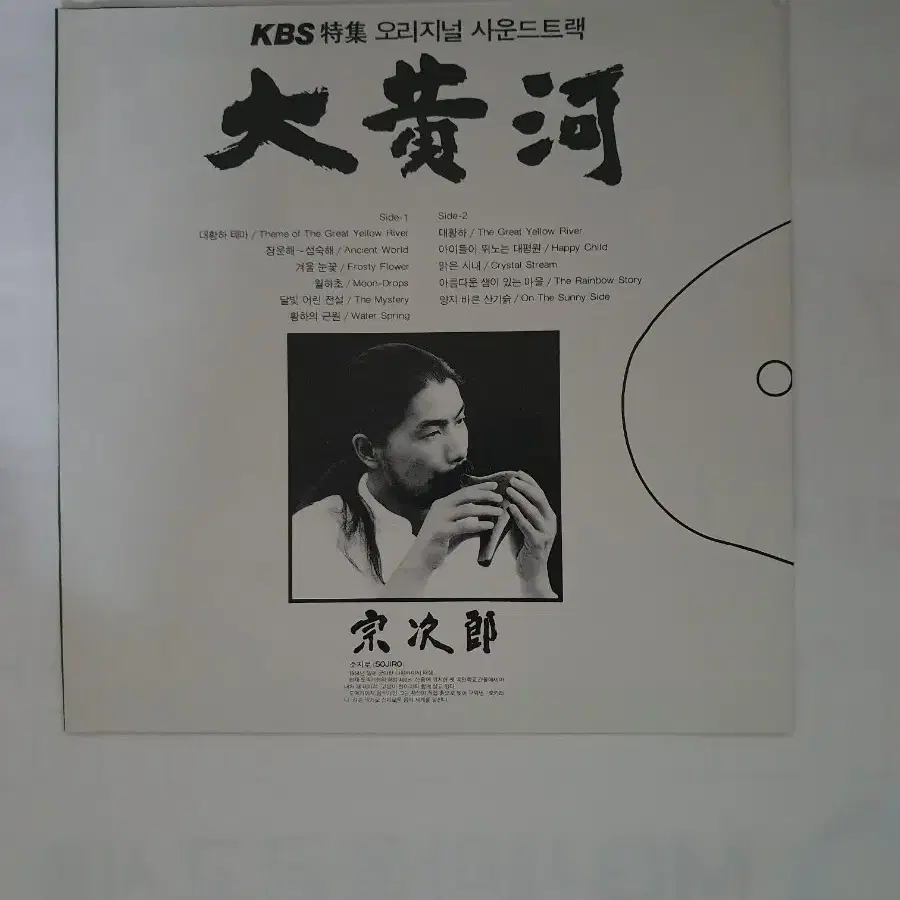 KBS 特集 오리지널 사운드트랙
大黄河
Side-1
대황하 테마 / Theme of The Great Yellow River
장운해~성숙해 / Ancient World
겨울 눈꽃 / Frosty Flower
월하초 / Moon-Drops
달빛 어린 전설 / The Mystery
황하의 근원 / Water Spring
Side-2
대황하 / The Great Yellow River
아이들이 뛰노는 대평원 / Happy Child
맑은 시내 / Crystal Stream
아름다운 샘이 있는 마을 / The Rainbow Story
양지 바른 산기슭 / On The Sunny Side
宗次郎
소지로 (SOJIRO)